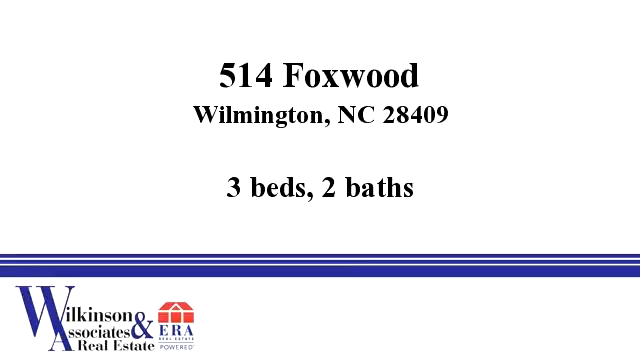 514 Foxwood
Wilmington, NC 28409
3 beds, 2 baths
Wilkinson &
Associates
Real Estate
ERA
REAL ESTATE
POWERED